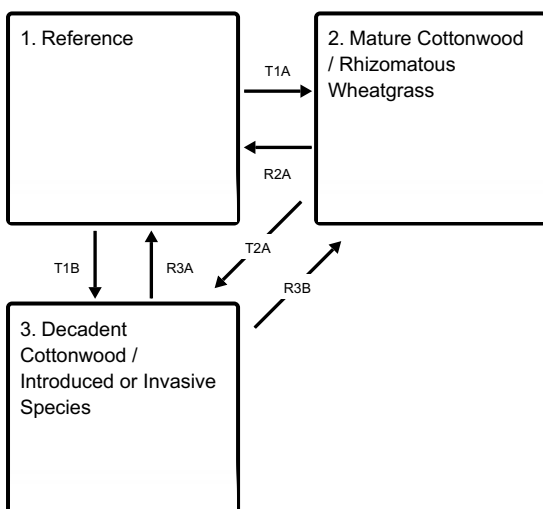 1. Reference
2. Mature Cottonwood
/ Rhizomatous
Wheatgrass
T1A
R2A
T2A
T1B
R3A
R3B
3. Decadent
Cottonwood /
Introduced or Invasive
Species